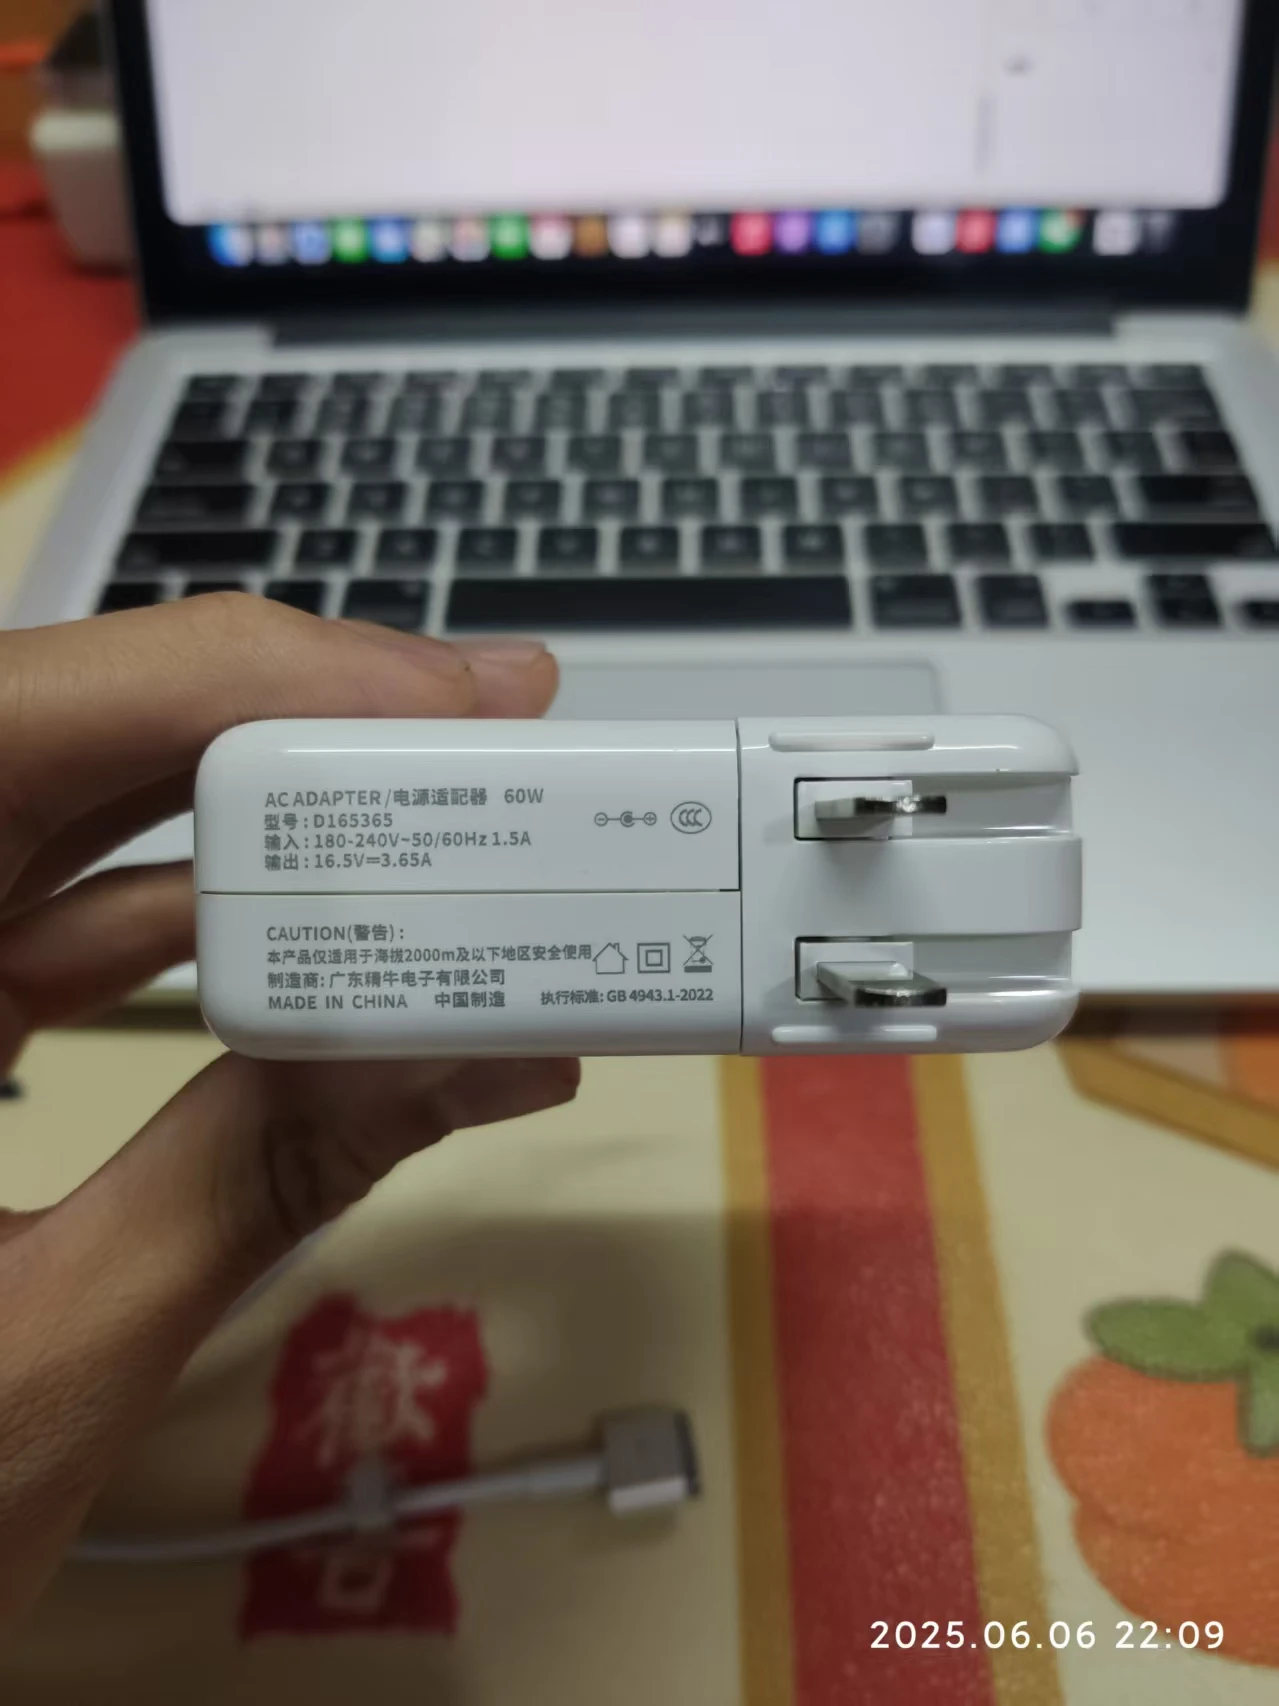 AC ADAPTER/电源适配器 60W
型号:D165365
输入:180-240V~50/60Hz 1.5A
输出:16.5V⎓3.65A
CCC
CAUTION(警告):
本产品仅适用于海拔2000m及以下地区安全使用
制造商:广东精牛电子有限公司
MADE IN CHINA 中国制造 执行标准:GB 4943.1-2022
2025.06.06 22:09